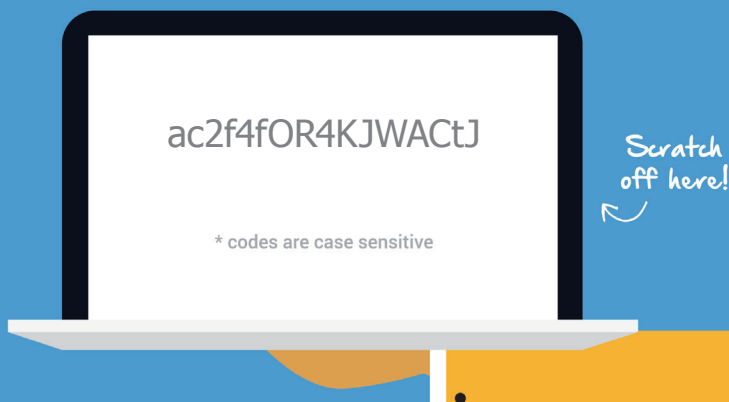 ac2f4fOR4KJWACtJ
* codes are case sensitive
Scratch
off here!